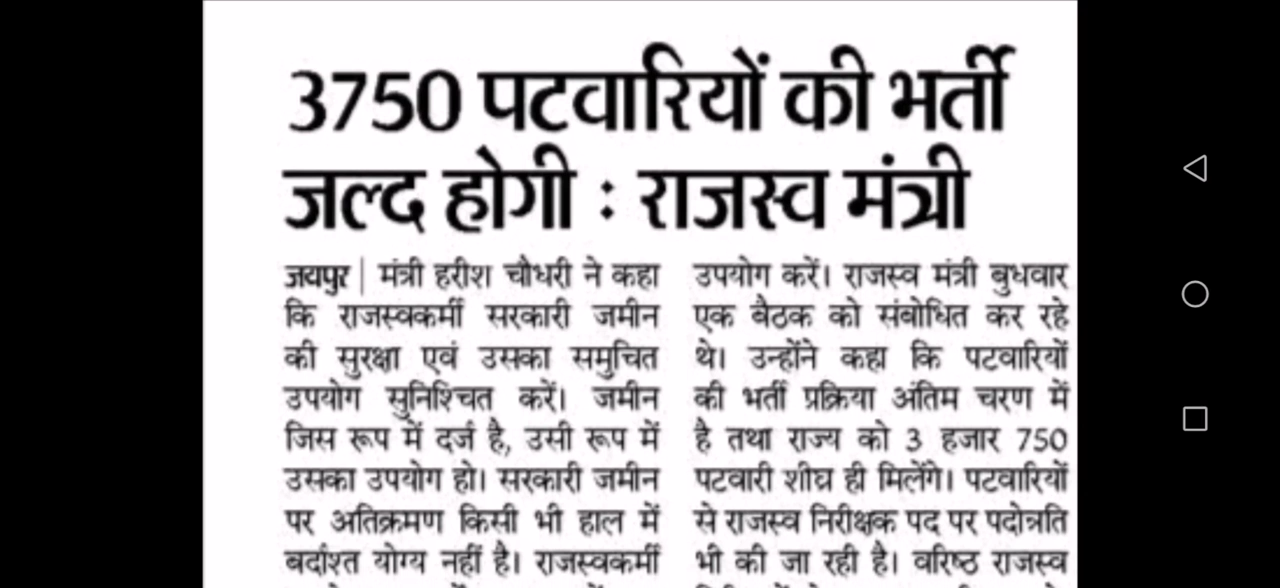 3750 पटवारियों की भर्ती
जल्द होगी : राजस्व मंत्री
जयपुर | मंत्री हरीश चौधरी ने कहा
कि राजस्वकर्मी सरकारी जमीन
की सुरक्षा एवं उसका समुचित
उपयोग सुनिश्चित करें। जमीन
जिस रूप में दर्ज है, उसी रूप में
उसका उपयोग हो। सरकारी जमीन
पर अतिक्रमण किसी भी हाल में
बर्दाश्त योग्य नहीं है। राजस्वकर्मी
उपयोग करें। राजस्व मंत्री बुधवार
एक बैठक को संबोधित कर रहे
थे। उन्होंने कहा कि पटवारियों
की भर्ती प्रक्रिया अंतिम चरण में
है तथा राज्य को 3 हजार 750
पटवारी शीघ्र ही मिलेंगे। पटवारियों
से राजस्व निरीक्षक पद पर पदोन्नति
भी की जा रही है। वरिष्ठ राजस्व